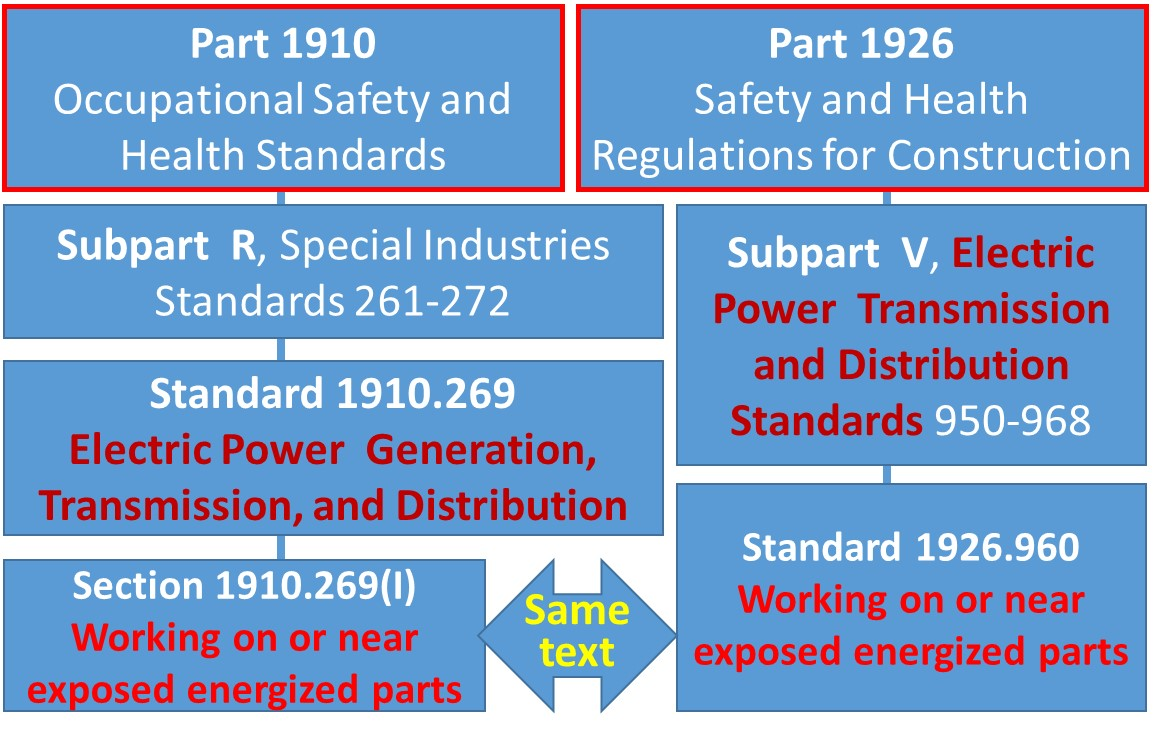 Part 1910
Occupational Safety and
Health Standards
Subpart R, Special Industries
Standards 261-272
Standard 1910.269
Electric Power Generation,
Transmission, and Distribution
Section 1910.269(I)
Working on or near
exposed energized parts
Same
text
Part 1926
Safety and Health
Regulations for Construction
Subpart V, Electric
Power Transmission
and Distribution
Standards 950-968
Standard 1926.960
Working on or near
exposed energized parts